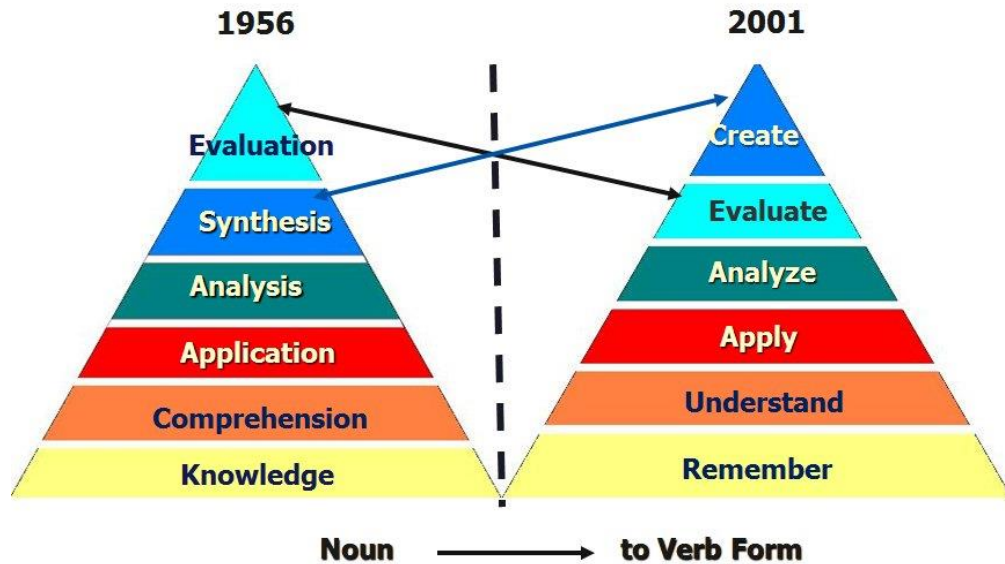 1956
2001
Evaluation
Synthesis
Analysis
Application
Comprehension
Knowledge
Create
Evaluate
Analyze
Apply
Understand
Remember
Noun to Verb Form